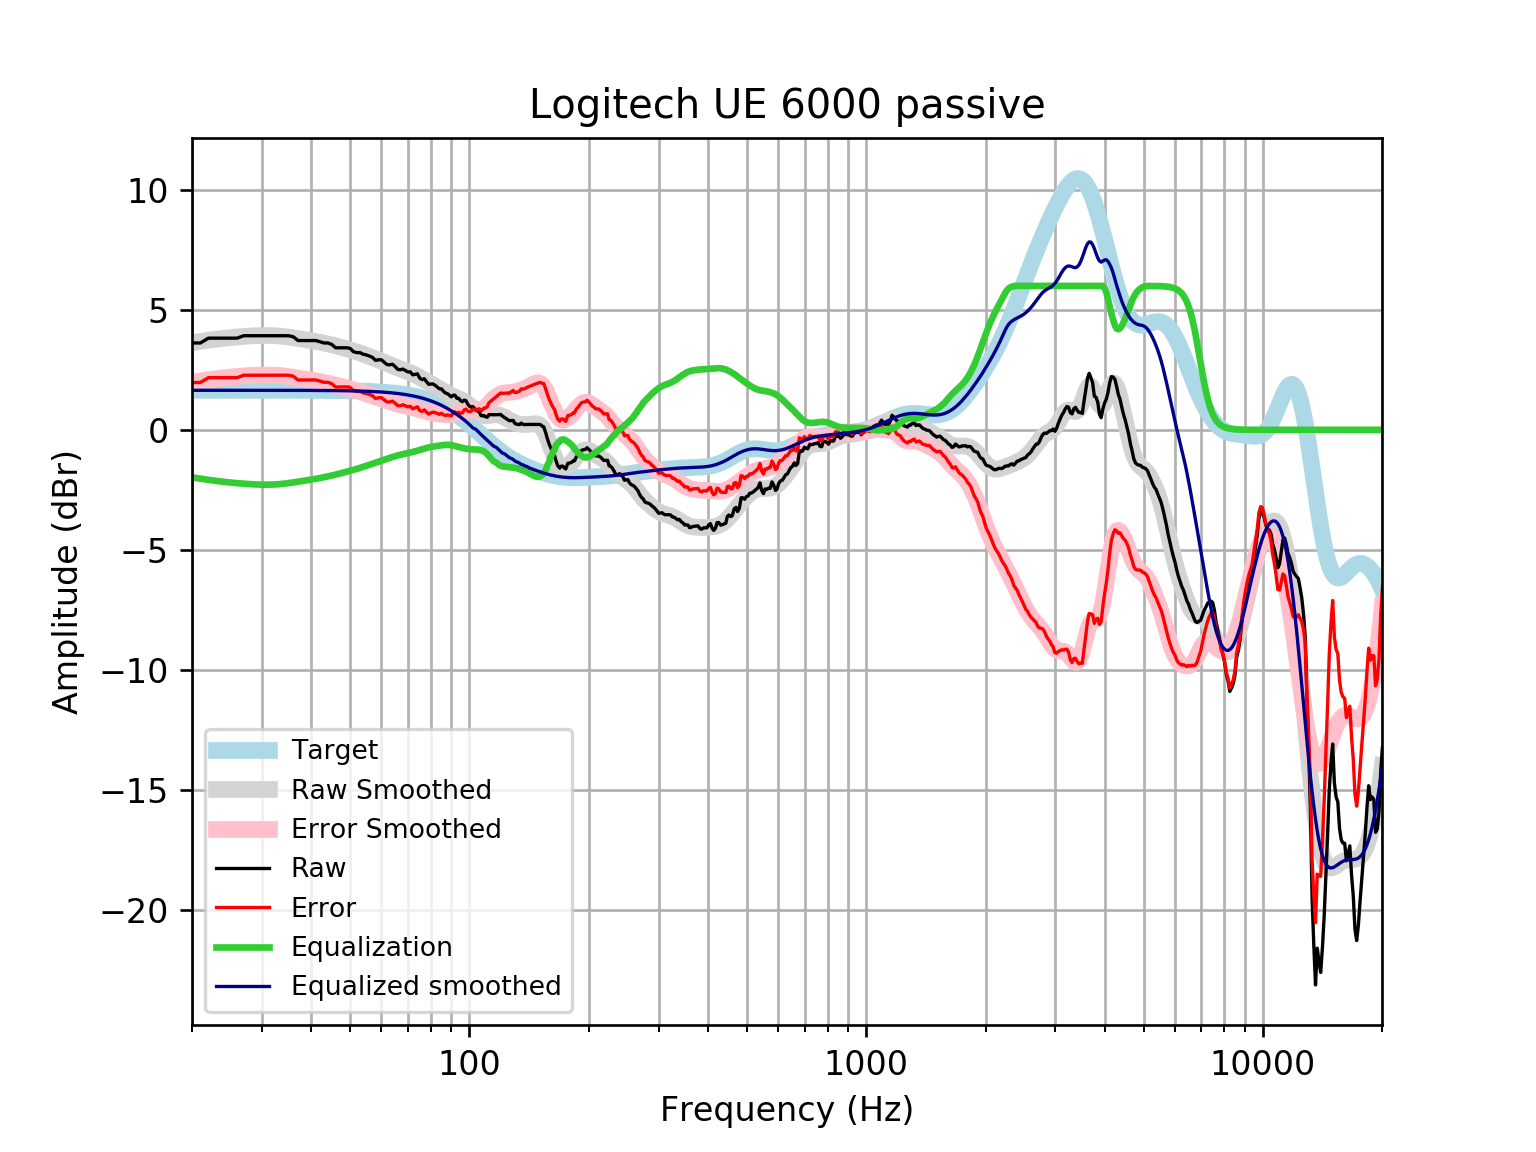 Logitech UE 6000 passive
10
5
0
−5
−10
−15
−20
Amplitude (dBr)
Target
Raw Smoothed
Error Smoothed
Raw
Error
Equalization
Equalized smoothed
100
1000
10000
Frequency (Hz)